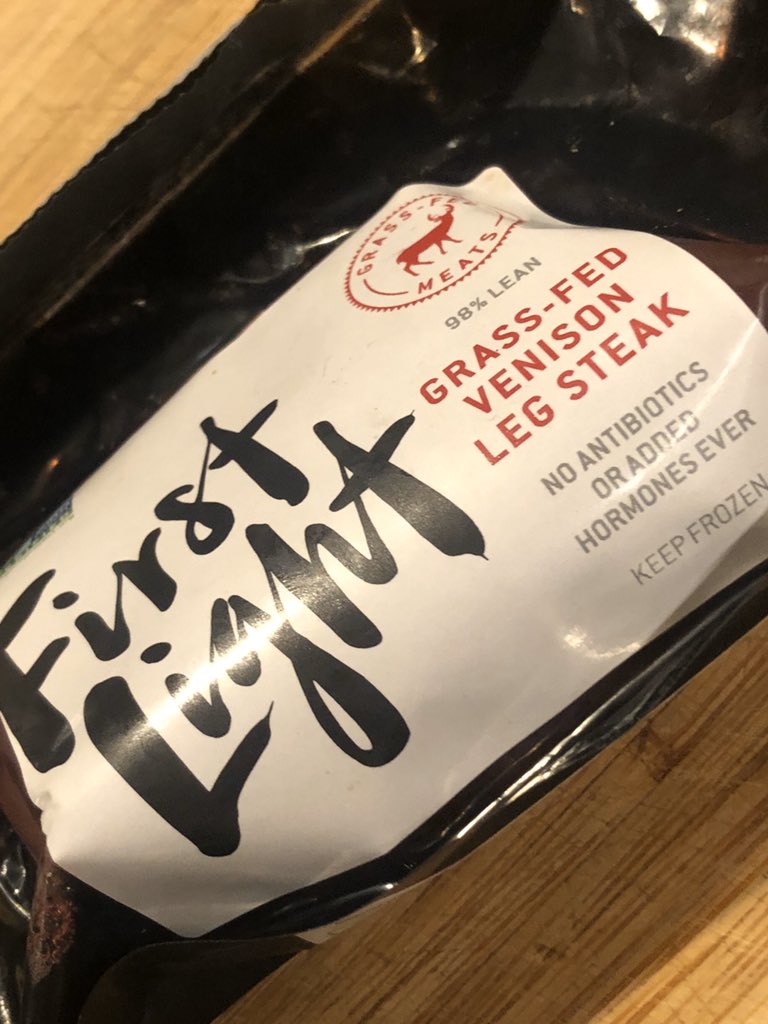 GRASS-FED
MEATS
98% LEAN
GRASS-FED
VENISON
LEG STEAK
NO ANTIBIOTICS
OR ADDED
HORMONES EVER
KEEP FROZEN
First
Light